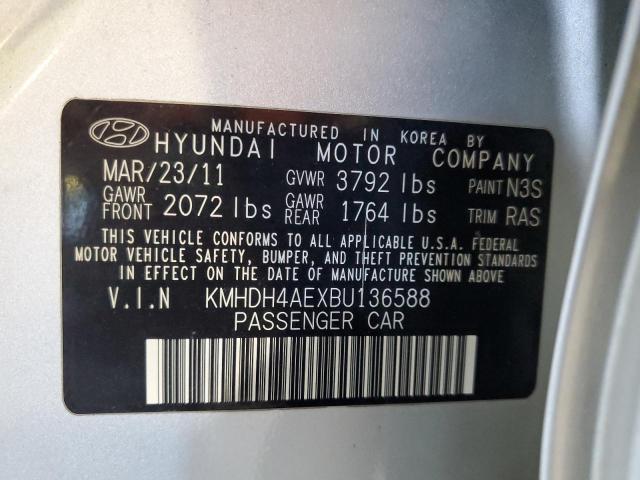 MANUFACTURED IN KOREA BY
HYUNDAI MOTOR COMPANY
MAR/23/11 GVWR 3792 lbs PAINT N3S
GAWR FRONT 2072 lbs GAWR REAR 1764 lbs TRIM RAS
THIS VEHICLE CONFORMS TO ALL APPLICABLE U.S.A. FEDERAL
MOTOR VEHICLE SAFETY, BUMPER, AND THEFT PREVENTION STANDARDS
IN EFFECT ON THE DATE OF MANUFACTURE SHOWN ABOVE
V.I.N KMHDH4AEXBU136588
PASSENGER CAR